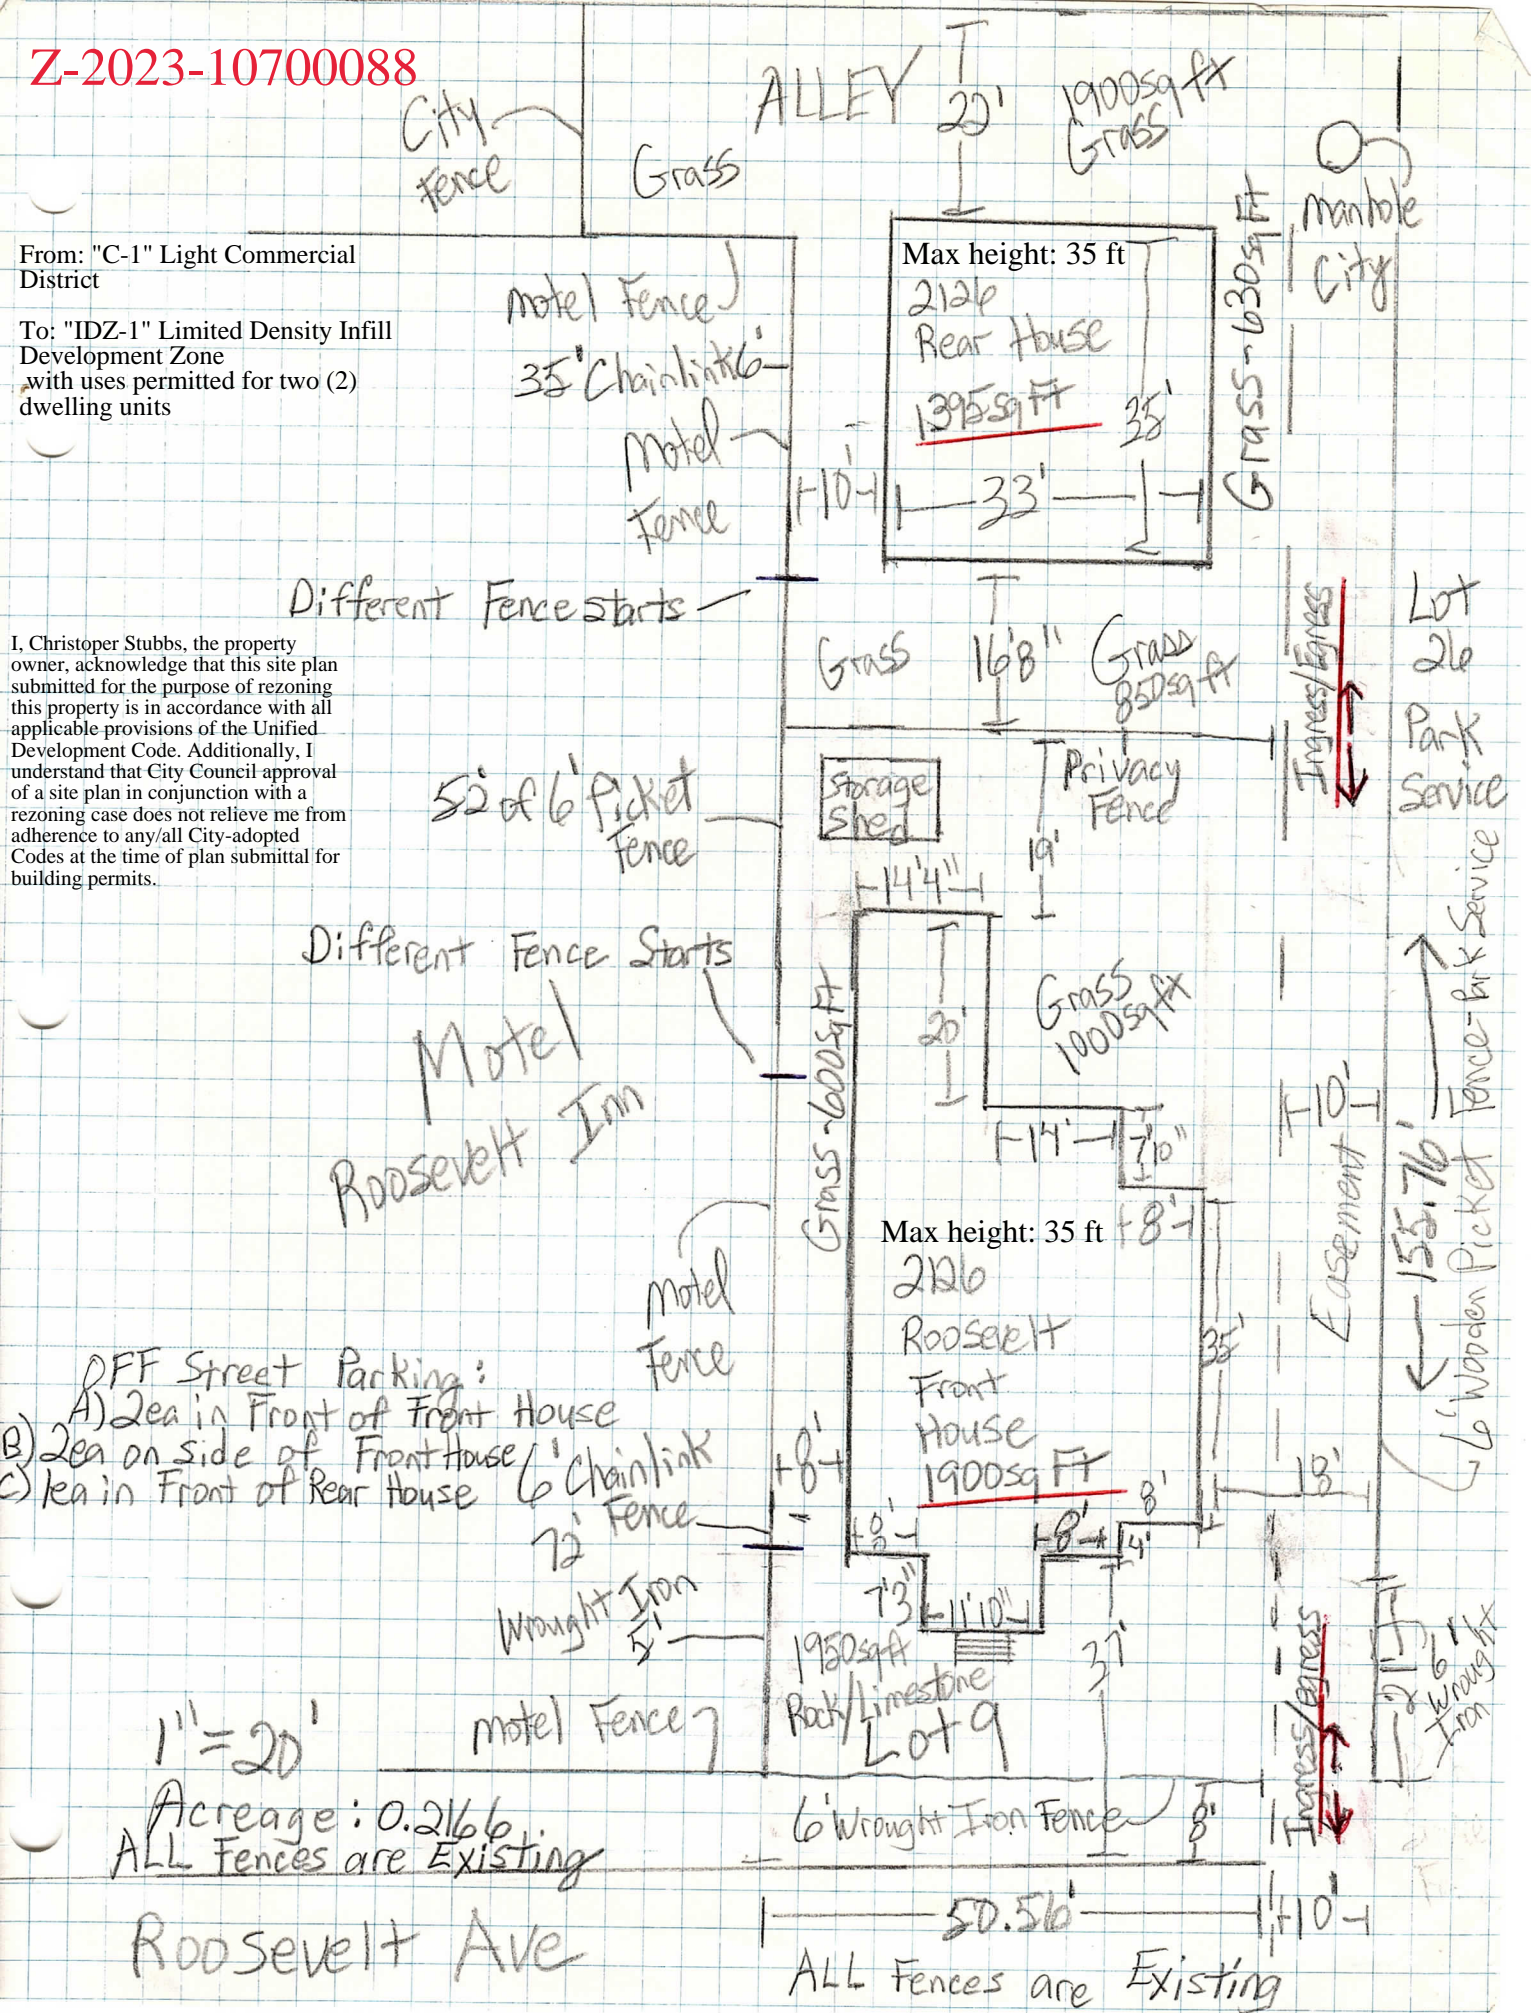 Z-2023-10700088
City
Fence
ALLEY
22'
1900sq ft
Grass
Grass
manhole
City
From: "C-1" Light Commercial
District
To: "IDZ-1" Limited Density Infill
Development Zone
with uses permitted for two (2)
dwelling units
motel Fence
35' Chainlink 6'
Motel
Fence
Max height: 35 ft
2126
Rear House
1395sq Ft
35'
33'
10'
Grass-630sq Ft
Different Fence starts
I, Christoper Stubbs, the property
owner, acknowledge that this site plan
submitted for the purpose of rezoning
this property is in accordance with all
applicable provisions of the Unified
Development Code. Additionally, I
understand that City Council approval
of a site plan in conjunction with a
rezoning case does not relieve me from
adherence to any/all City-adopted
Codes at the time of plan submittal for
building permits.
Grass
16'8"
Grass
850sq ft
Ingress/Egress
Lot
26
Park
Service
52' of 6' Picket
Fence
Storage
Shed
Privacy
Fence
19'
14'4"
Different Fence Starts
Motel
Roosevelt Inn
Grass-600sq Ft
20'
Grass
1000sq ft
14'
7'10"
8'
10'
Easement
155.76'
6' Wooden Picket Fence-Park Service
Max height: 35 ft
2126
Roosevelt
Front
House
1900sq Ft
35'
18'
Motel
Fence
OFF Street Parking:
A) 2ea in Front of Front House
B) 2ea on side of Front House
C) 1ea in Front of Rear House
6' Chainlink
72' Fence
8'
8'
8'
8'
4'
7'3"
11'10"
37'
Wrought Iron
5'
1950sq ft
Rock/Limestone
Lot 9
motel Fence
Ingress/egress
21'
6'
Wrought
Iron
1"=20'
Acreage: 0.2166
ALL Fences are Existing
6' Wrought Iron Fence
8'
Roosevelt Ave
50.56'
10'
ALL Fences are Existing